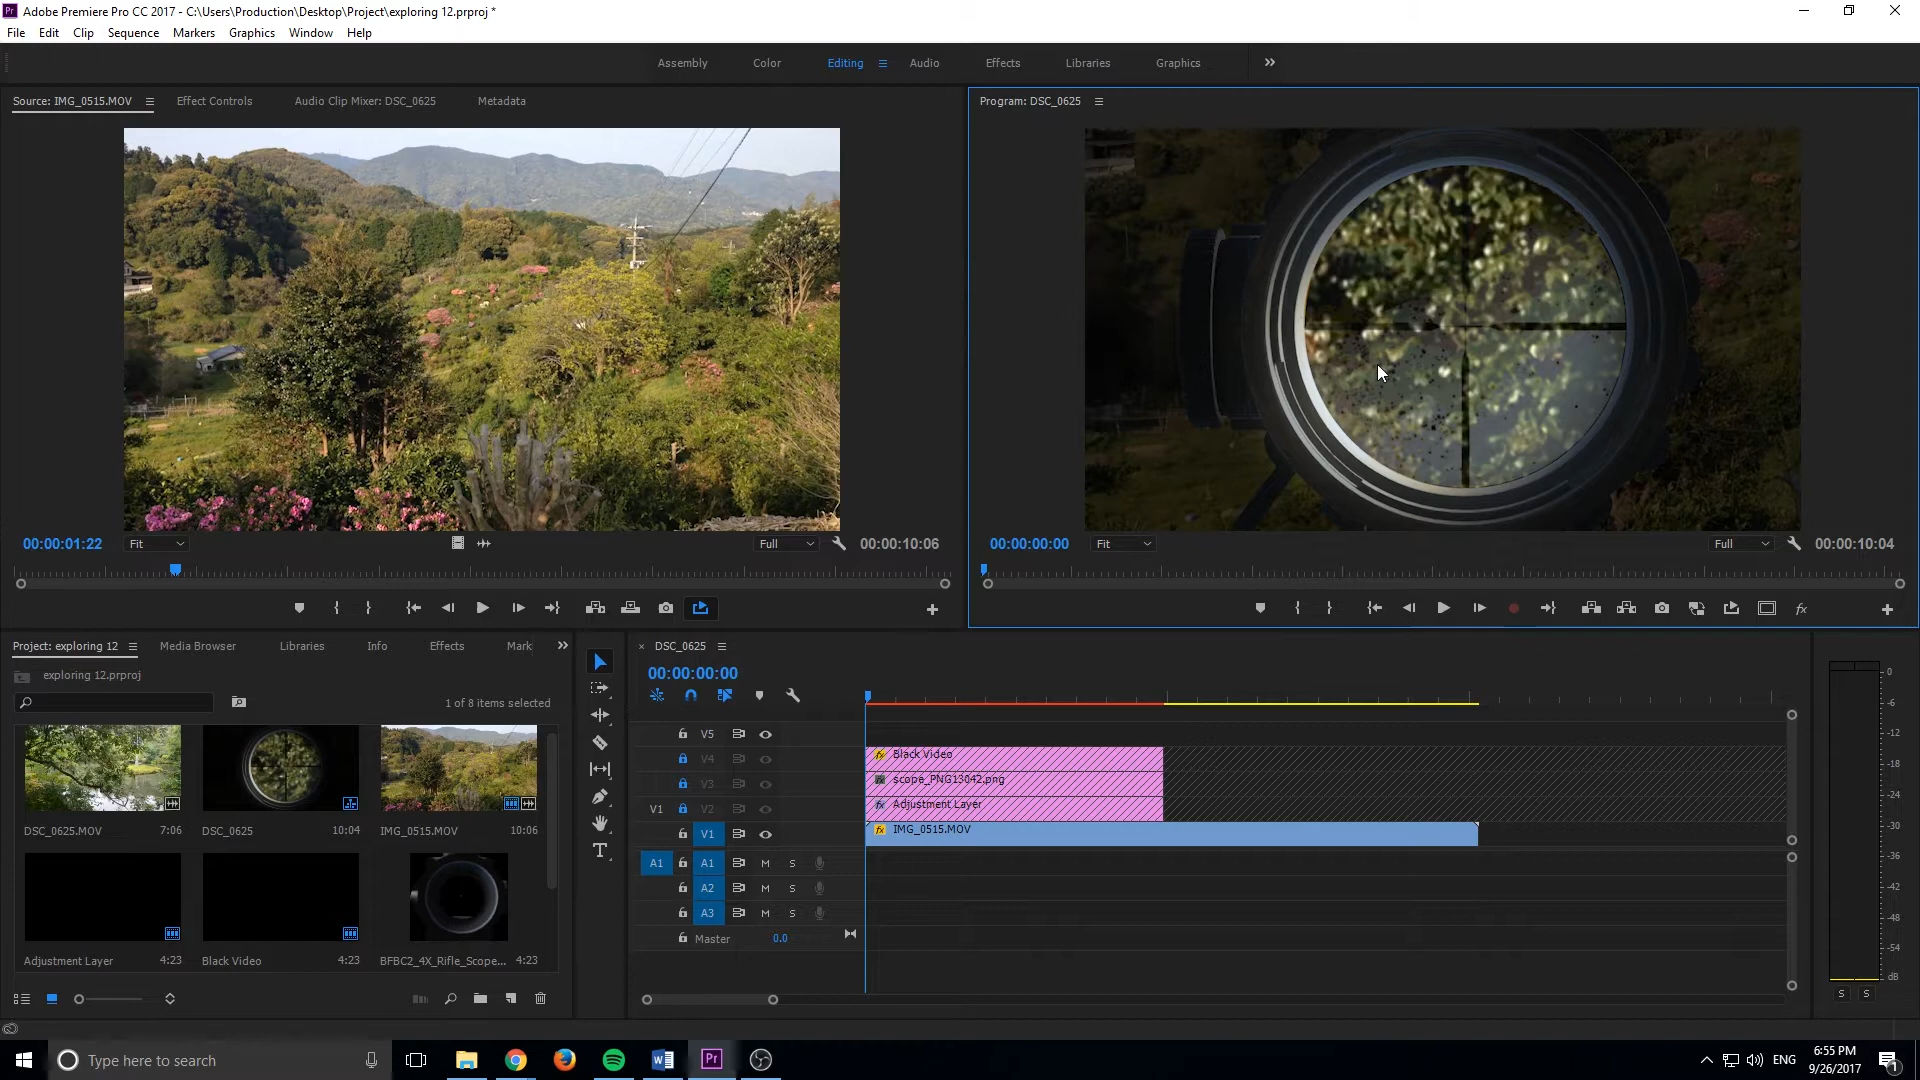 Pr Adobe Premiere Pro CC 2017 - C:\Users\Production\Desktop\Project\exploring 12.prproj *
File Edit Clip Sequence Markers Graphics Window Help
Assembly Color Editing Audio Effects Libraries Graphics
Source: IMG_0515.MOV Effect Controls Audio Clip Mixer: DSC_0625 Metadata
Program: DSC_0625
00:00:01:22 Fit Full 00:00:10:06
00:00:00:00 Fit Full 00:00:10:04
Project: exploring 12 Media Browser Libraries Info Effects Mark
exploring 12.prproj
1 of 8 items selected
DSC_0625.MOV 7:06
DSC_0625 10:04
IMG_0515.MOV 10:06
Adjustment Layer 4:23
Black Video 4:23
BFBC2_4X_Rifle_Scope... 4:23
DSC_0625
00:00:00:00
V5
V4 fx Black Video
V3 fx scope_PNG13042.png
V1 V2 fx Adjustment Layer
V1 fx IMG_0515.MOV
A1 A1 M S
A2 M S
A3 M S
Master 0.0
0
-6
-12
-18
-24
-30
-36
-42
-48
-54
dB
S S
Type here to search
ENG
6:55 PM
9/26/2017
1